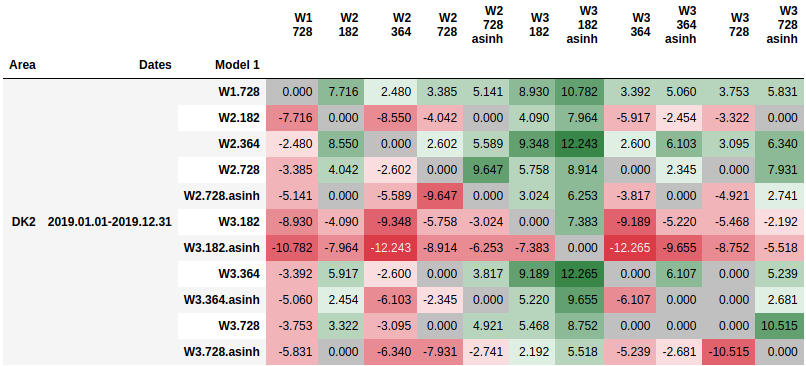 W1 W2 W2 W2 W2 W3 W3 W3 W3 W3 W3
728 182 364 728 728 182 182 364 364 728 728
asinh asinh asinh asinh
Area Dates Model 1
W1.728 0.000 7.716 2.480 3.385 5.141 8.930 10.782 3.392 5.060 3.753 5.831
W2.182 -7.716 0.000 -8.550 -4.042 0.000 4.090 7.964 -5.917 -2.454 -3.322 0.000
W2.364 -2.480 8.550 0.000 2.602 5.589 9.348 12.243 2.600 6.103 3.095 6.340
W2.728 -3.385 4.042 -2.602 0.000 9.647 5.758 8.914 0.000 2.345 0.000 7.931
W2.728.asinh -5.141 0.000 -5.589 -9.647 0.000 3.024 6.253 -3.817 0.000 -4.921 2.741
DK2 2019.01.01-2019.12.31 W3.182 -8.930 -4.090 -9.348 -5.758 -3.024 0.000 7.383 -9.189 -5.220 -5.468 -2.192
W3.182.asinh -10.782 -7.964 -12.243 -8.914 -6.253 -7.383 0.000 -12.265 -9.655 -8.752 -5.518
W3.364 -3.392 5.917 -2.600 0.000 3.817 9.189 12.265 0.000 6.107 0.000 5.239
W3.364.asinh -5.060 2.454 -6.103 -2.345 0.000 5.220 9.655 -6.107 0.000 0.000 2.681
W3.728 -3.753 3.322 -3.095 0.000 4.921 5.468 8.752 0.000 0.000 0.000 10.515
W3.728.asinh -5.831 0.000 -6.340 -7.931 -2.741 2.192 5.518 -5.239 -2.681 -10.515 0.000